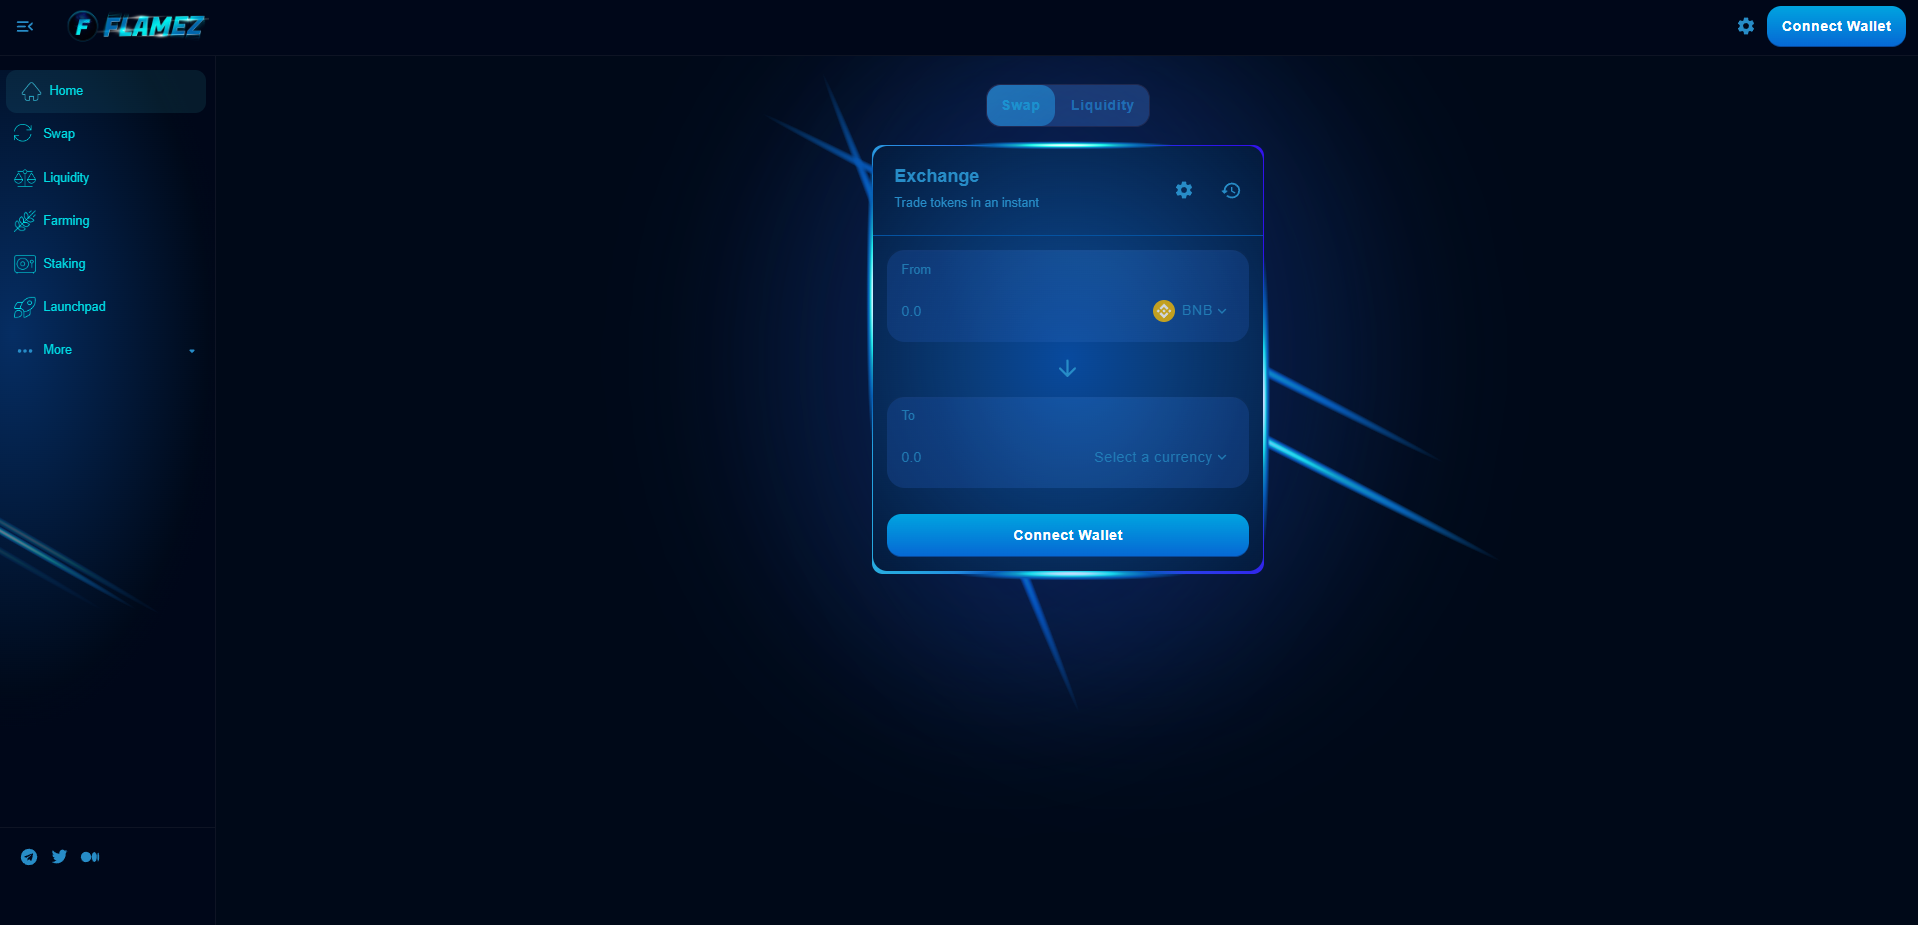 F FLAMEZ
Connect Wallet
Home
Swap
Liquidity
Farming
Staking
Launchpad
More
Swap Liquidity
Exchange
Trade tokens in an instant
From
0.0 BNB
To
0.0 Select a currency
Connect Wallet